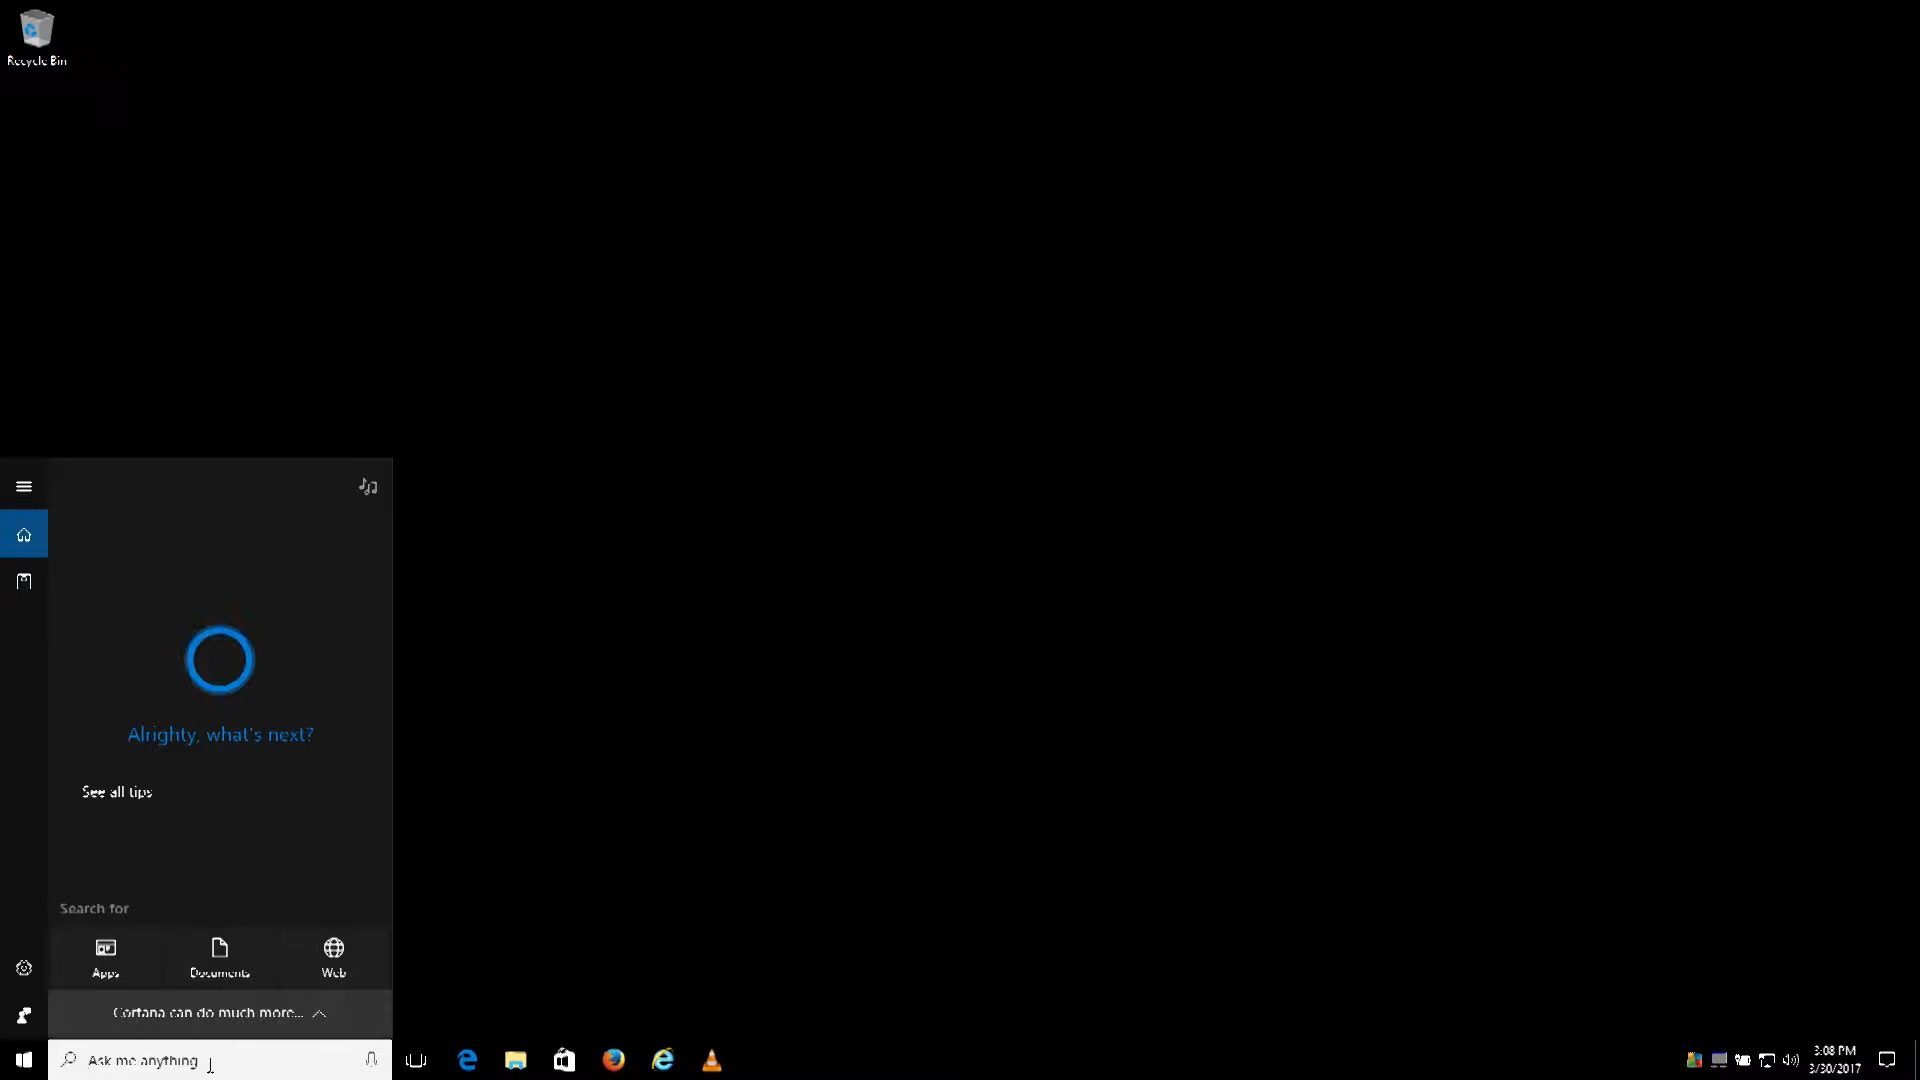 Recycle Bin
Alrighty, what's next?
See all tips
Search for
Apps
Documents
Web
Cortana can do much more...
Ask me anything
3:08 PM
3/30/2017